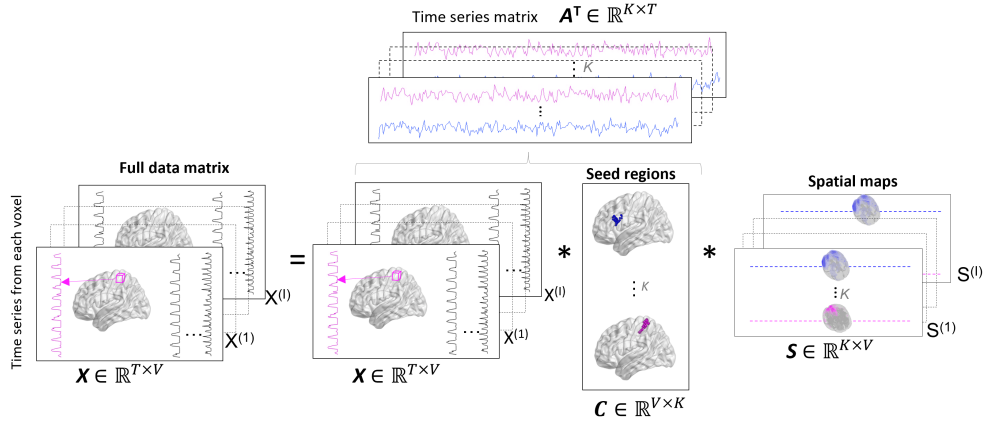 Time series matrix A^T ∈ ℝ^{K×T}
K
Full data matrix
Seed regions
Spatial maps
Time series from each voxel
X^(I)
X^(1)
=
X^(I)
X^(1)
*
K
*
K
S^(I)
S^(1)
X ∈ ℝ^{T×V}
X ∈ ℝ^{T×V}
C ∈ ℝ^{V×K}
S ∈ ℝ^{K×V}